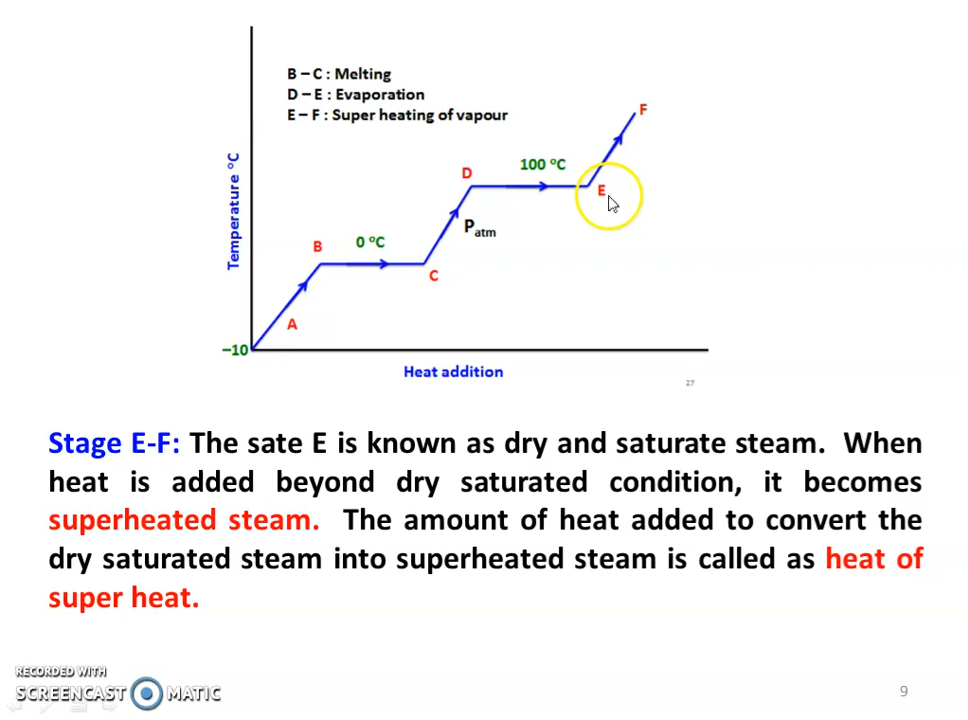 B – C : Melting
D – E : Evaporation
E – F : Super heating of vapour
F
100 °C
D
E
Temperature °C
P atm
B
0 °C
C
A
–10
Heat addition
27
Stage E-F: The sate E is known as dry and saturate steam. When
heat is added beyond dry saturated condition, it becomes
superheated steam. The amount of heat added to convert the
dry saturated steam into superheated steam is called as heat of
super heat.
RECORDED WITH
SCREENCAST MATIC
9